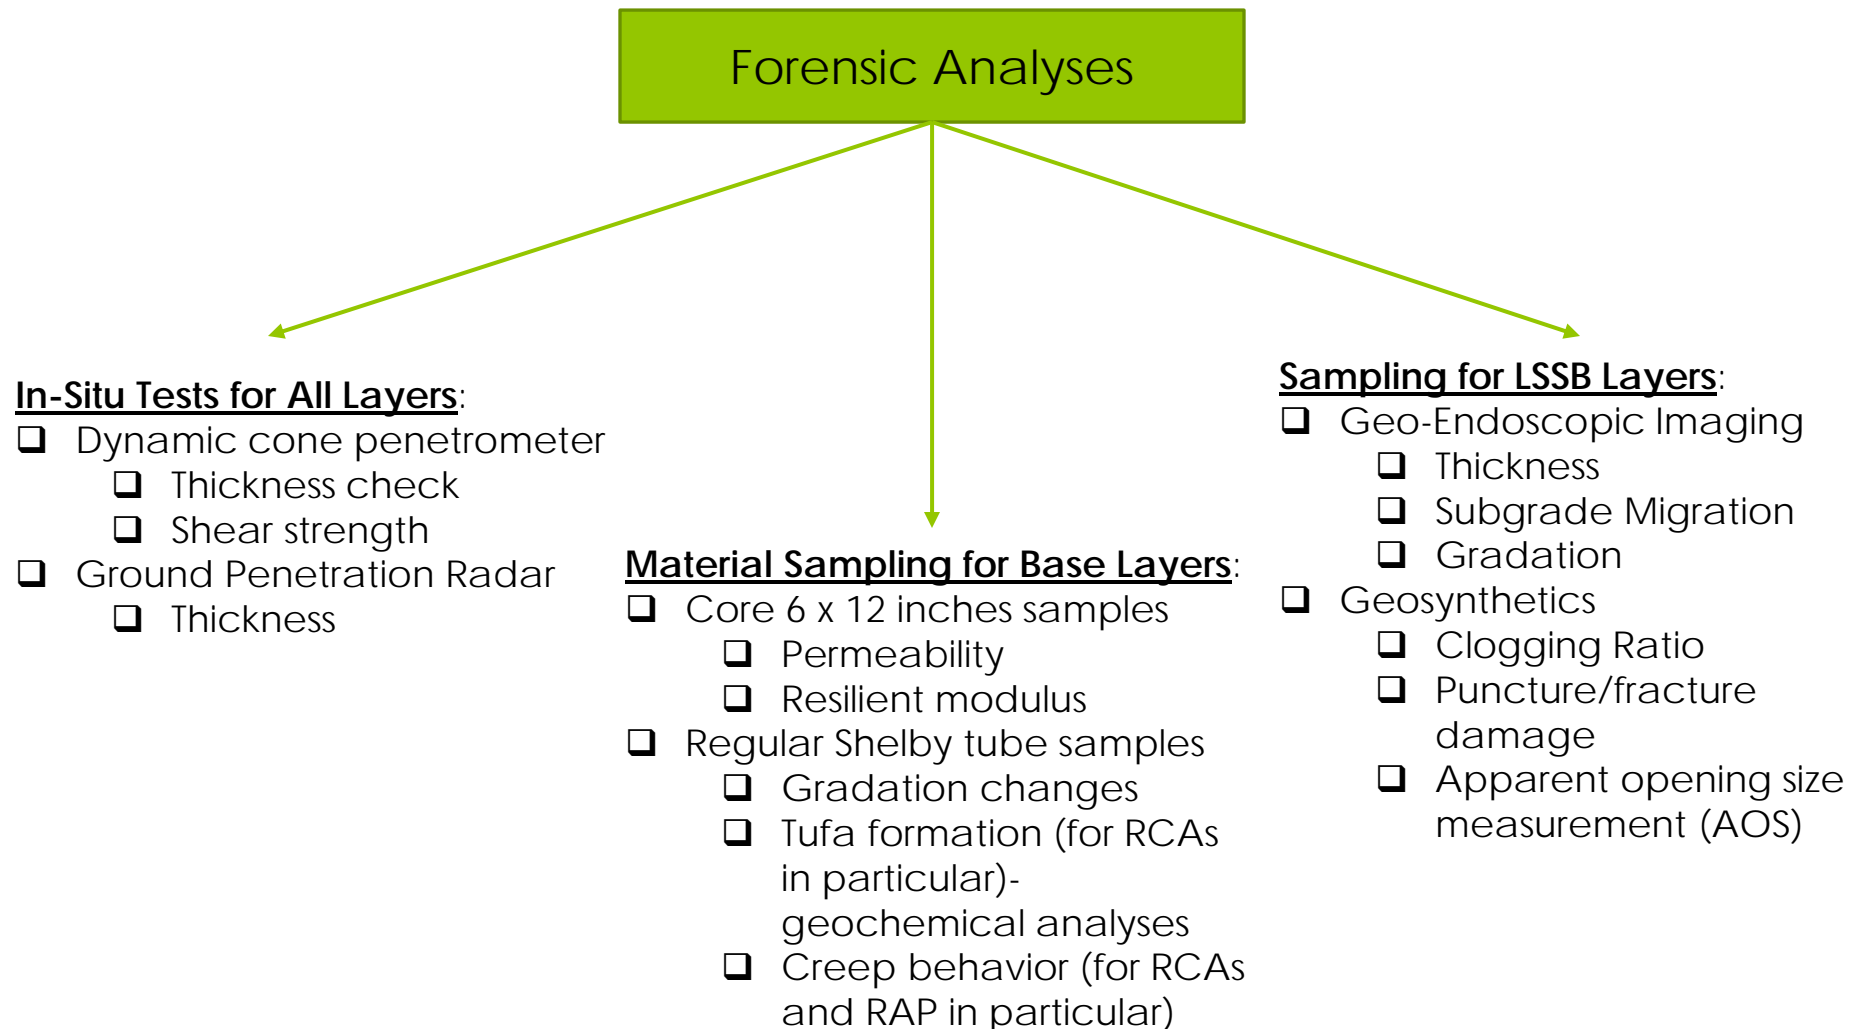 Forensic Analyses
In-Situ Tests for All Layers:
❑ Dynamic cone penetrometer
❑ Thickness check
❑ Shear strength
❑ Ground Penetration Radar
❑ Thickness
Material Sampling for Base Layers:
❑ Core 6 x 12 inches samples
❑ Permeability
❑ Resilient modulus
❑ Regular Shelby tube samples
❑ Gradation changes
❑ Tufa formation (for RCAs
in particular)-
geochemical analyses
❑ Creep behavior (for RCAs
and RAP in particular)
Sampling for LSSB Layers:
❑ Geo-Endoscopic Imaging
❑ Thickness
❑ Subgrade Migration
❑ Gradation
❑ Geosynthetics
❑ Clogging Ratio
❑ Puncture/fracture
damage
❑ Apparent opening size
measurement (AOS)